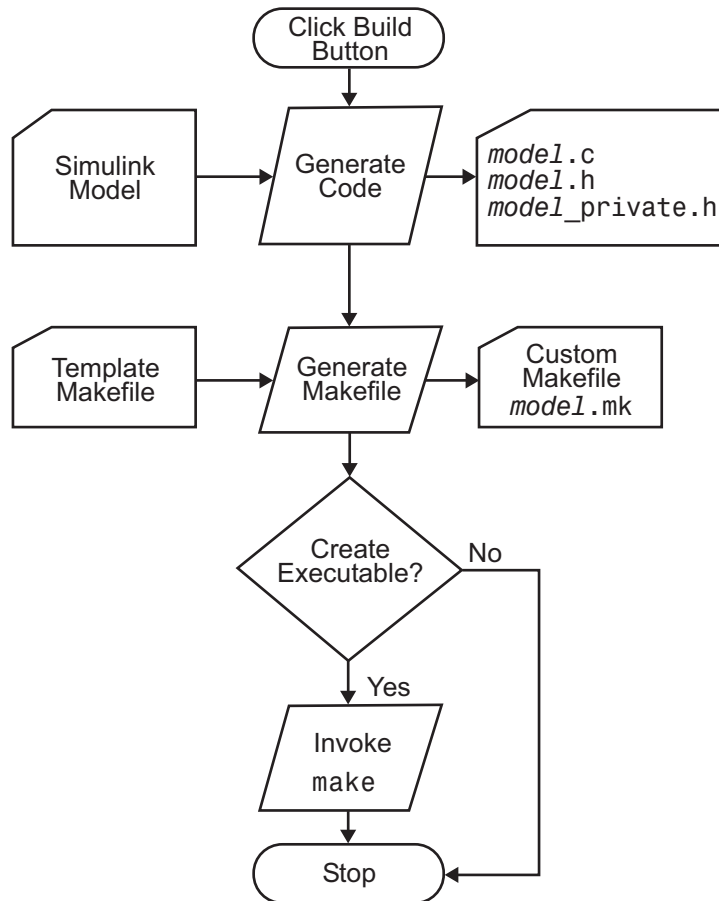 Click Build
Button
Simulink
Model
Generate
Code
model.c
model.h
model_private.h
Template
Makefile
Generate
Makefile
Custom
Makefile
model.mk
Create
Executable?
No
Yes
Invoke
make
Stop